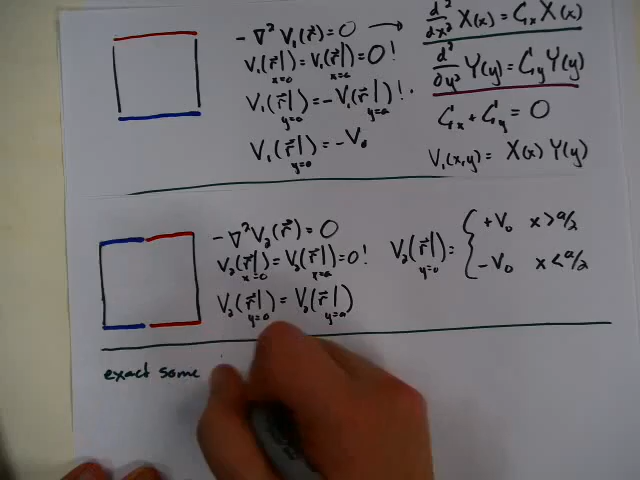 - ∇² V₁(r⃗) = 0 →
V₁(r⃗|ₓ₌₀) = V₁(r⃗|ₓ₌ₐ) = 0!
V₁(r⃗|y=0) = - V₁(r⃗|y=a)!
V₁(r⃗|y=0) = - V₀
d²/dx² X(x) = Cₓ X(x)
d²/dy² Y(y) = Cy Y(y)
Cₓ + Cy = 0
V₁(x,y) = X(x) Y(y)
- ∇² V₂(r⃗) = 0
V₂(r⃗|x=0) = V₂(r⃗|x=a) = 0!
V₂(r⃗|y=0) = V₂(r⃗|y=a)
V₂(r⃗|y=0) = { +V₀ x > a/2
- V₀ x < a/2
exact some